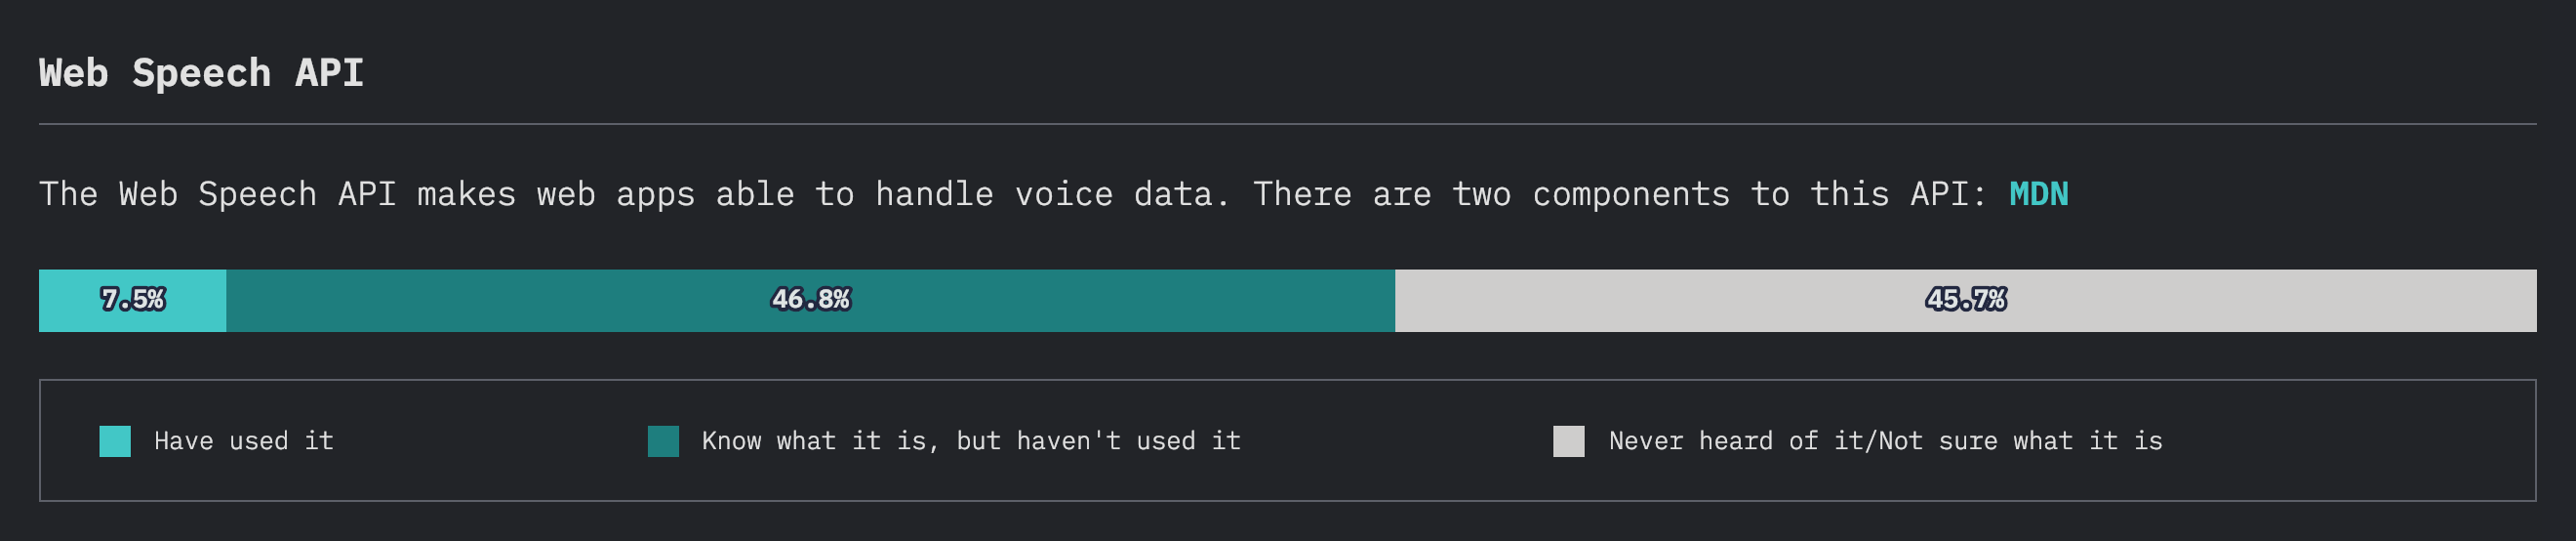 Web Speech API
The Web Speech API makes web apps able to handle voice data. There are two components to this API: MDN
7.5% 46.8% 45.7%
Have used it Know what it is, but haven't used it Never heard of it/Not sure what it is